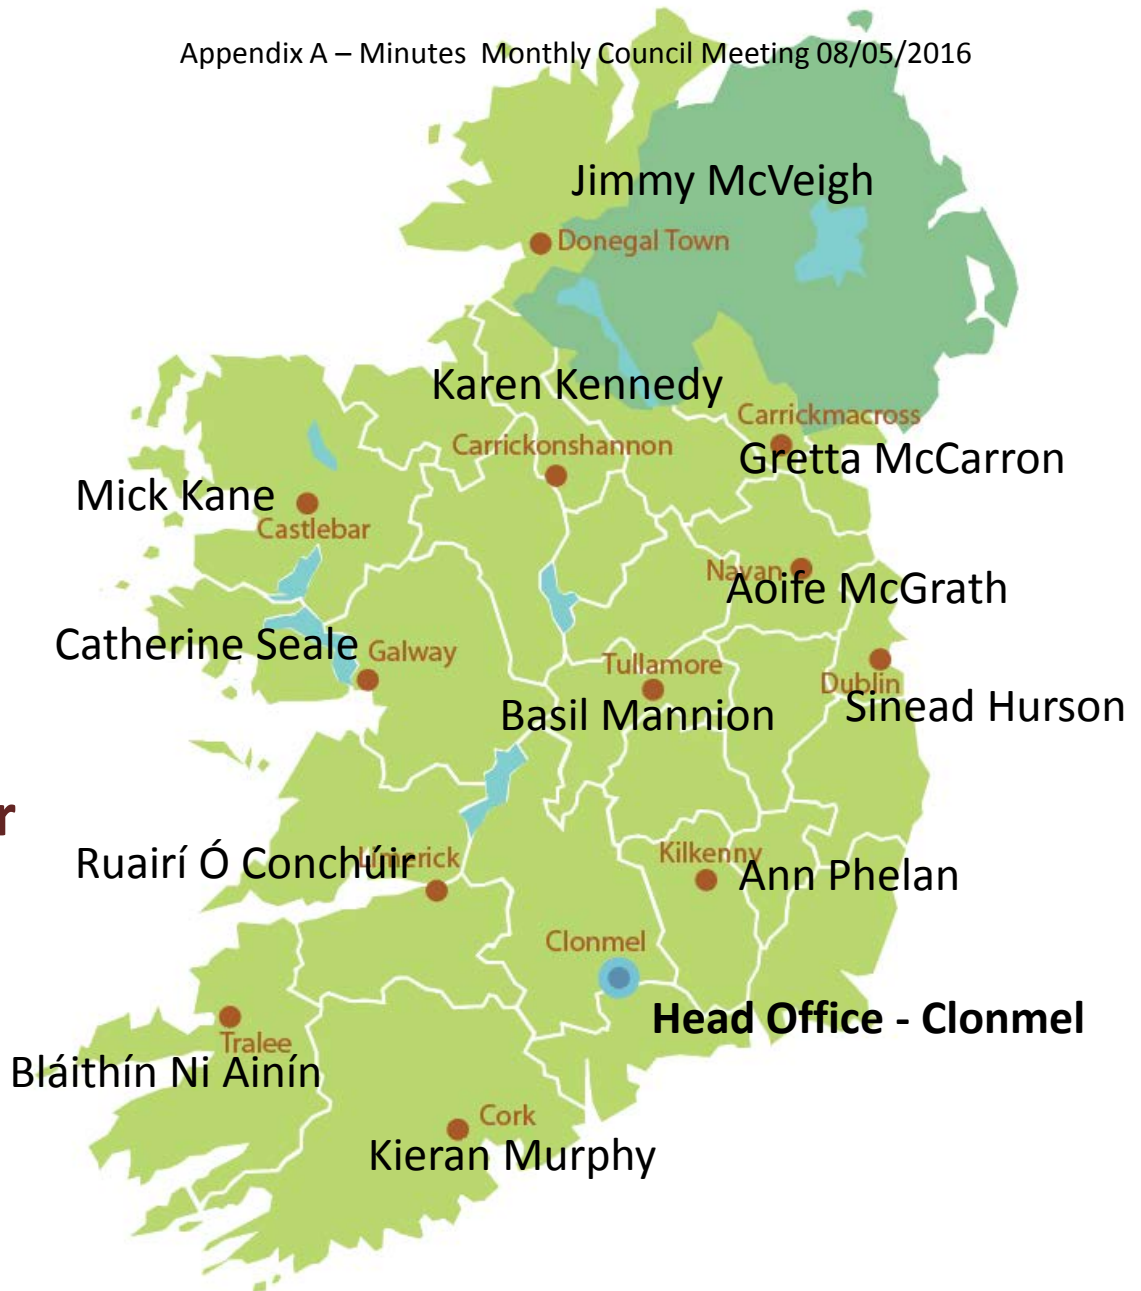 Appendix A – Minutes Monthly Council Meeting 08/05/2016
Jimmy McVeigh
Donegal Town
Karen Kennedy
Carrickmacross
Carrickonshannon
Gretta McCarron
Mick Kane
Castlebar
Navan
Aoife McGrath
Catherine Seale
Galway
Tullamore
Dublin
Basil Mannion
Sinead Hurson
r
Ruairí Ó Conchúir
Limerick
Kilkenny
Ann Phelan
Clonmel
Head Office - Clonmel
Tralee
Bláithín Ni Ainín
Cork
Kieran Murphy